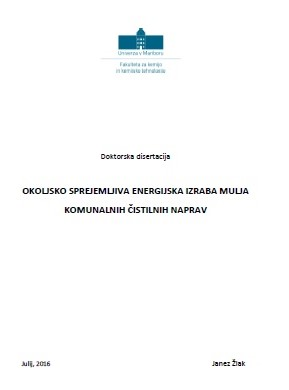 Univerza v Mariboru
Fakulteta za kemijo
in kemijsko tehnologijo
Doktorska disertacija
OKOLJSKO SPREJEMLJIVA ENERGIJSKA IZRABA MULJA
KOMUNALNIH ČISTILNIH NAPRAV
Julij, 2016 Janez Žlak